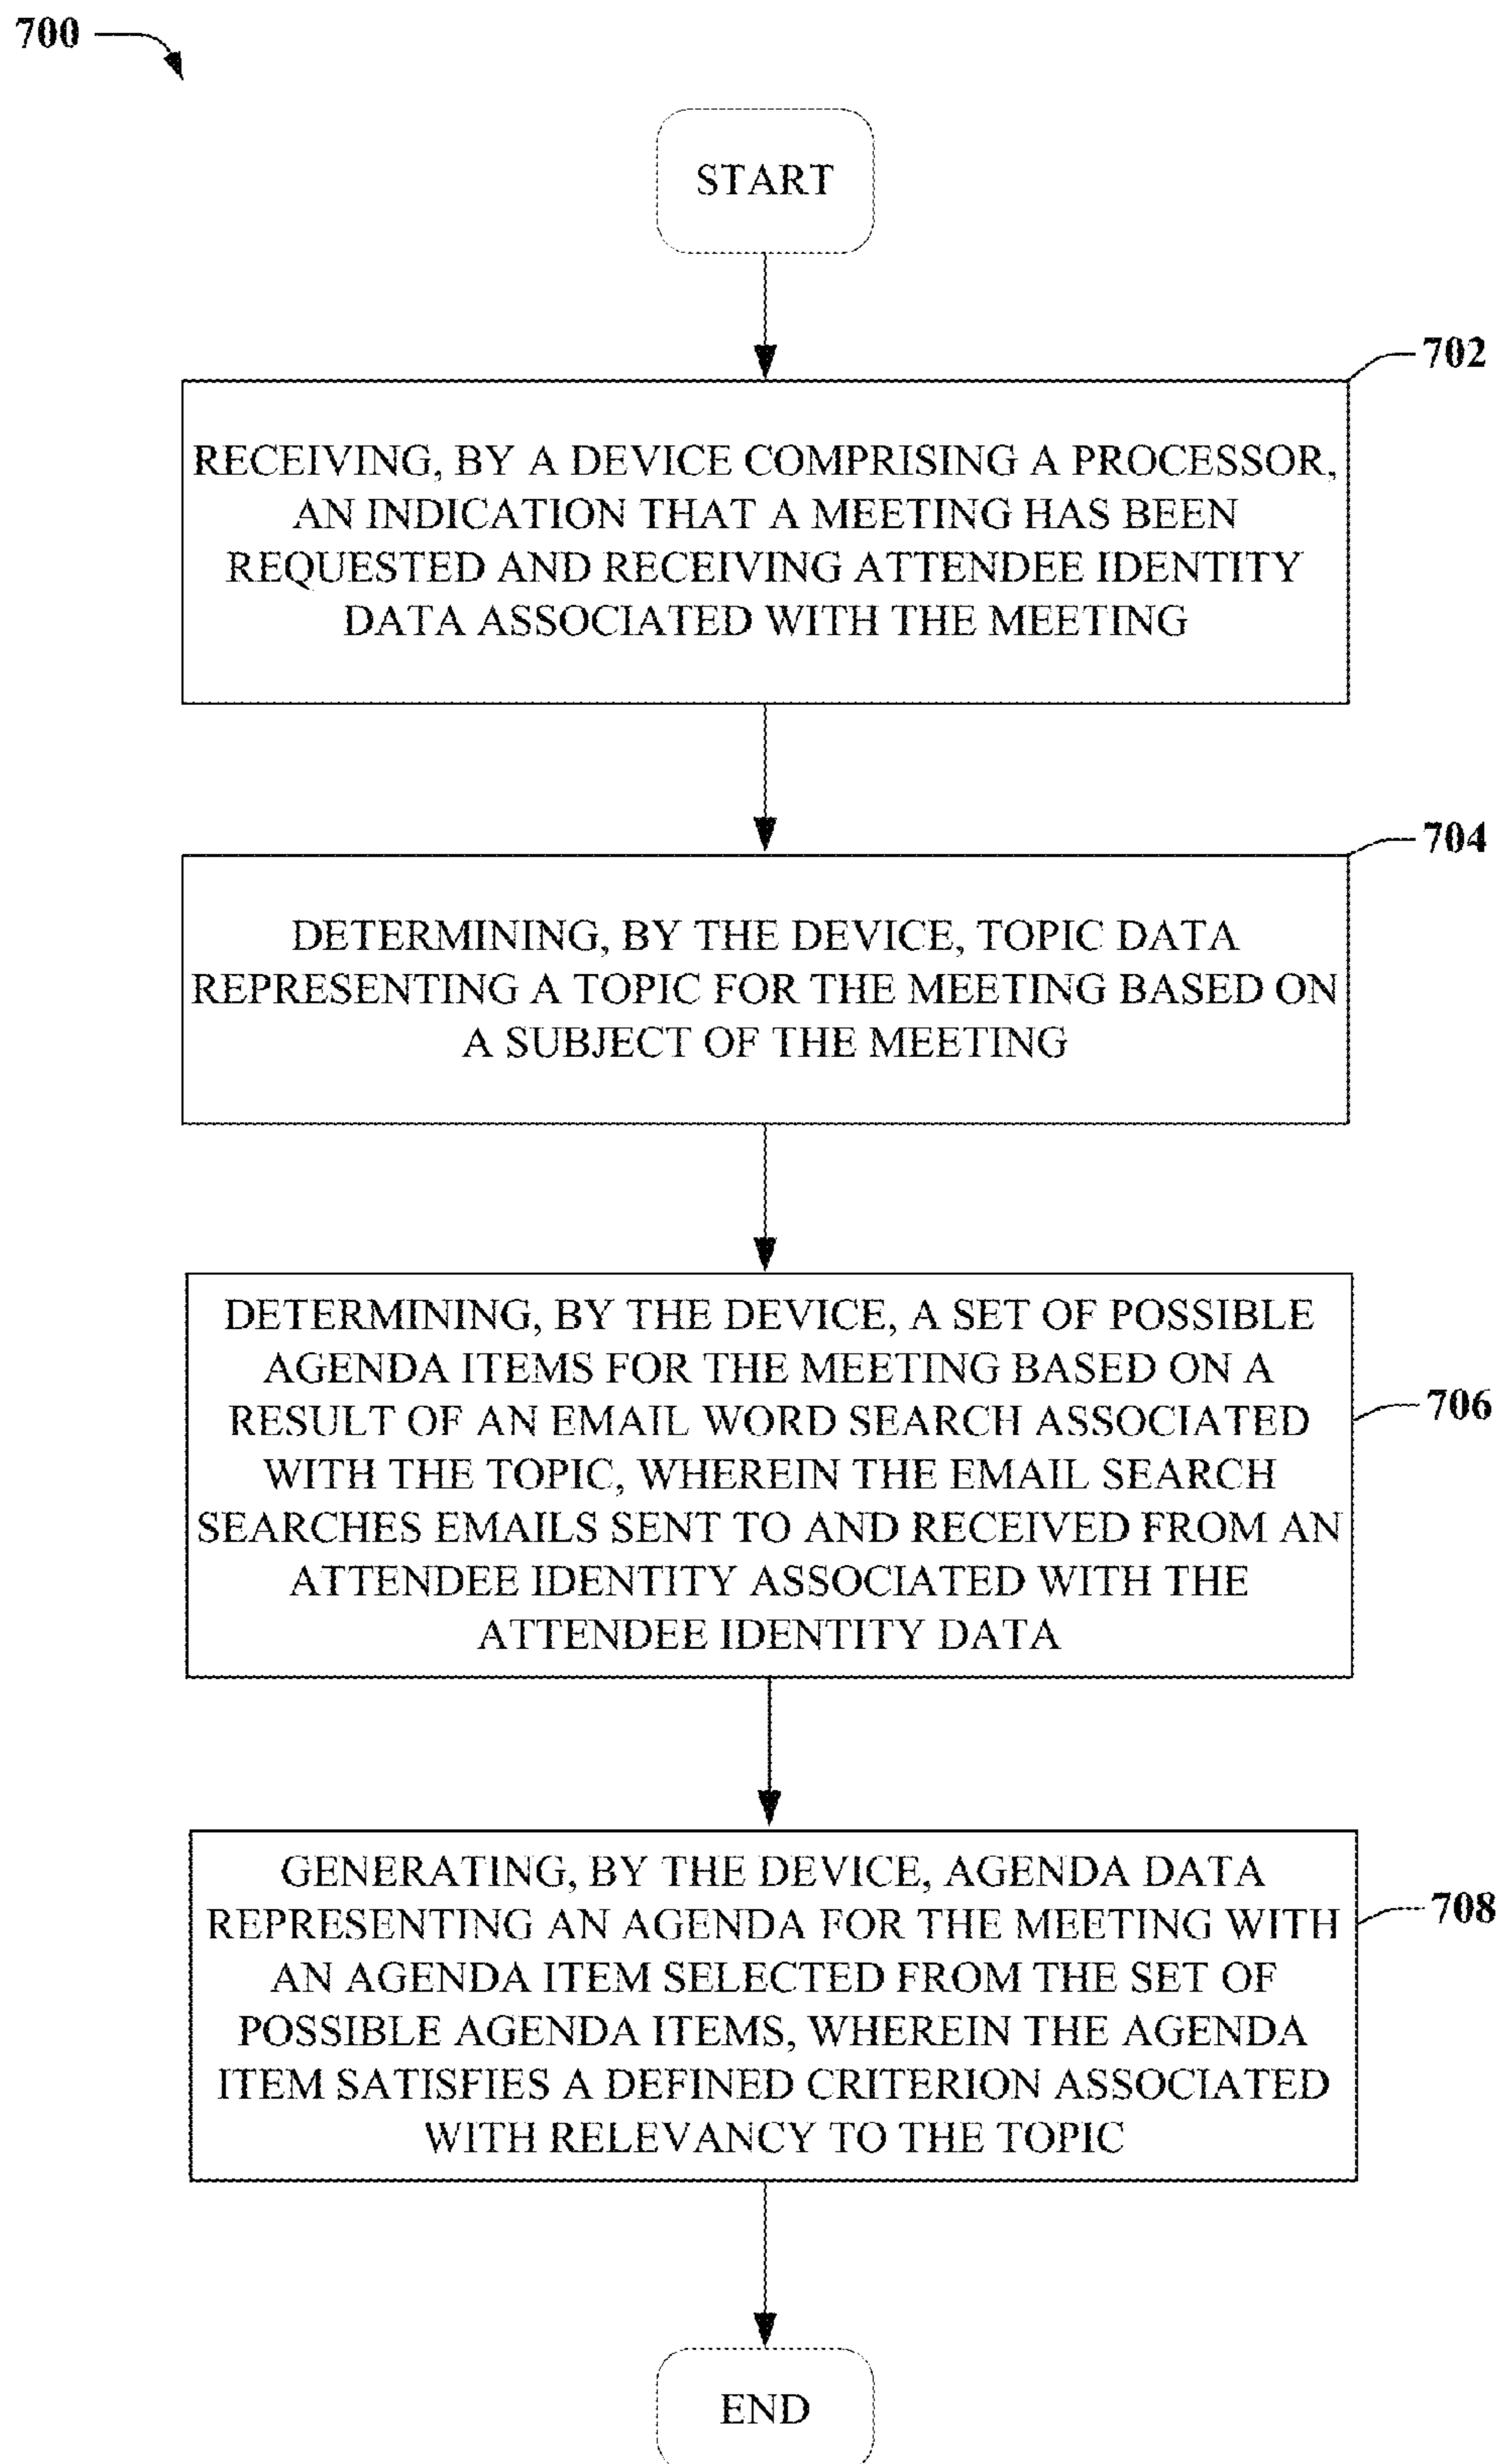 700
START
702
RECEIVING, BY A DEVICE COMPRISING A PROCESSOR,
AN INDICATION THAT A MEETING HAS BEEN
REQUESTED AND RECEIVING ATTENDEE IDENTITY
DATA ASSOCIATED WITH THE MEETING
704
DETERMINING, BY THE DEVICE, TOPIC DATA
REPRESENTING A TOPIC FOR THE MEETING BASED ON
A SUBJECT OF THE MEETING
706
DETERMINING, BY THE DEVICE, A SET OF POSSIBLE
AGENDA ITEMS FOR THE MEETING BASED ON A
RESULT OF AN EMAIL WORD SEARCH ASSOCIATED
WITH THE TOPIC, WHEREIN THE EMAIL SEARCH
SEARCHES EMAILS SENT TO AND RECEIVED FROM AN
ATTENDEE IDENTITY ASSOCIATED WITH THE
ATTENDEE IDENTITY DATA
708
GENERATING, BY THE DEVICE, AGENDA DATA
REPRESENTING AN AGENDA FOR THE MEETING WITH
AN AGENDA ITEM SELECTED FROM THE SET OF
POSSIBLE AGENDA ITEMS, WHEREIN THE AGENDA
ITEM SATISFIES A DEFINED CRITERION ASSOCIATED
WITH RELEVANCY TO THE TOPIC
END